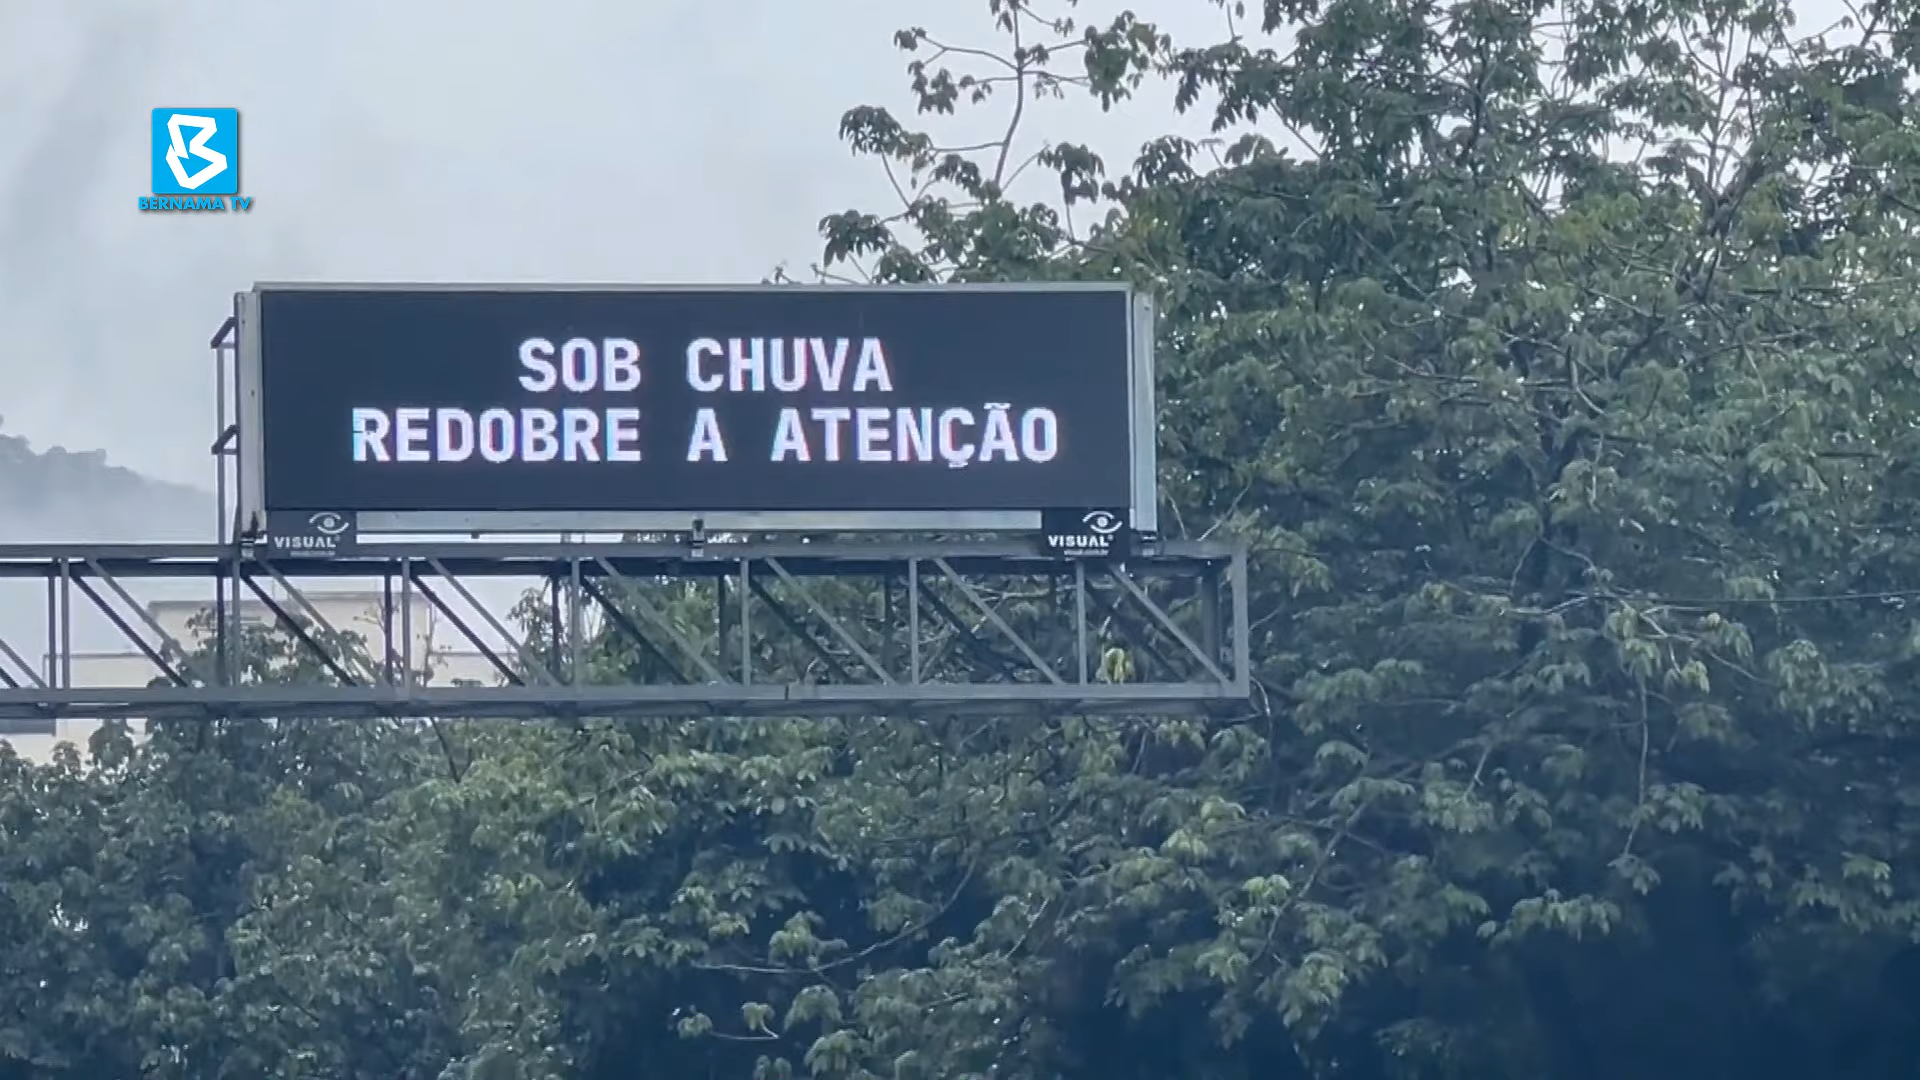 BERNAMA TV
SOB CHUVA
REDOBRE A ATENÇÃO
VISUAL
VISUAL